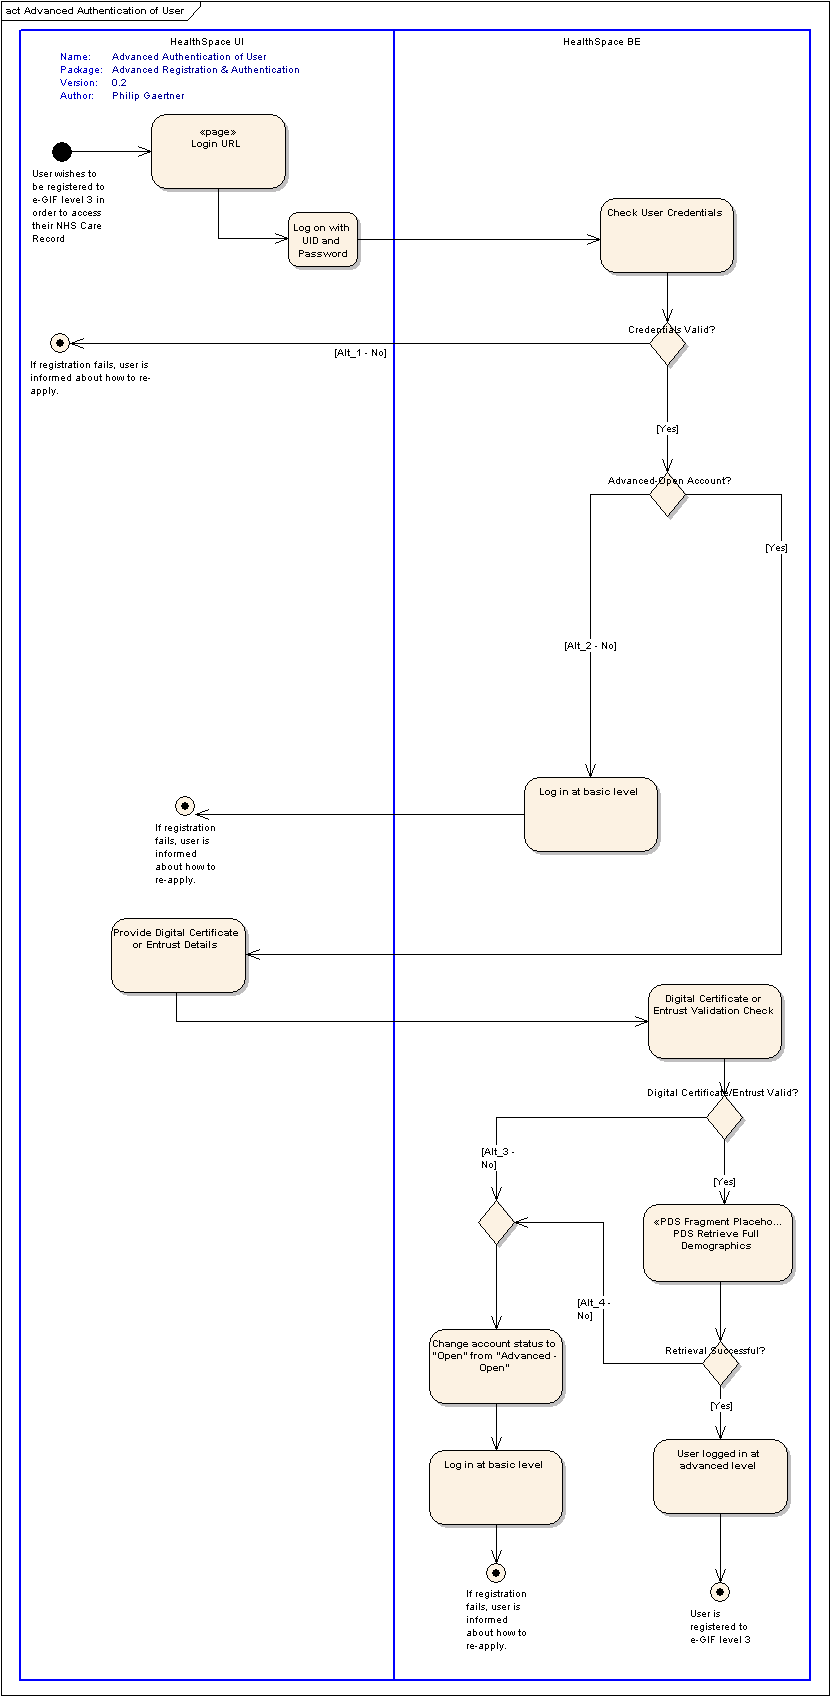 act Advanced Authentication of User
HealthSpace UI
HealthSpace BE
Name: Advanced Authentication of User
Package: Advanced Registration & Authentication
Version: 0.2
Author: Philip Gaertner
«page»
Login URL
User wishes to
be registered to
e-GIF level 3 in
order to access
their NHS Care
Record
Log on with
UID and
Password
Check User Credentials
Credentials Valid?
[Alt_1 - No]
If registration fails, user is
informed about how to re-
apply.
[Yes]
Advanced-Open Account?
[Yes]
[Alt_2 - No]
Log in at basic level
If registration
fails, user is
informed
about how to
re-apply.
Provide Digital Certificate
or Entrust Details
Digital Certificate or
Entrust Validation Check
Digital Certificate/Entrust Valid?
[Alt_3 -
No]
[Yes]
«PDS Fragment Placeho...
PDS Retrieve Full
Demographics
[Alt_4 -
No]
Change account status to
"Open" from "Advanced -
Open"
Retrieval Successful?
[Yes]
Log in at basic level
User logged in at
advanced level
If registration
fails, user is
informed
about how to
re-apply.
User is
registered to
e-GIF level 3